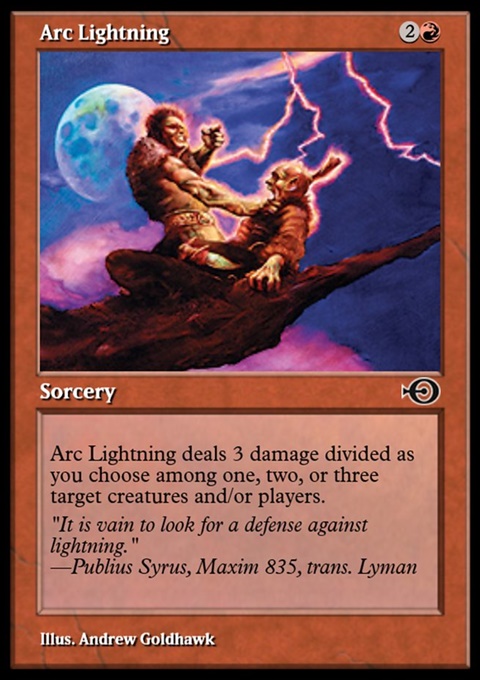 Arc Lightning 2
Sorcery
Arc Lightning deals 3 damage divided as
you choose among one, two, or three
target creatures and/or players.
"It is vain to look for a defense against
lightning."
—Publius Syrus, Maxim 835, trans. Lyman
Illus. Andrew Goldhawk